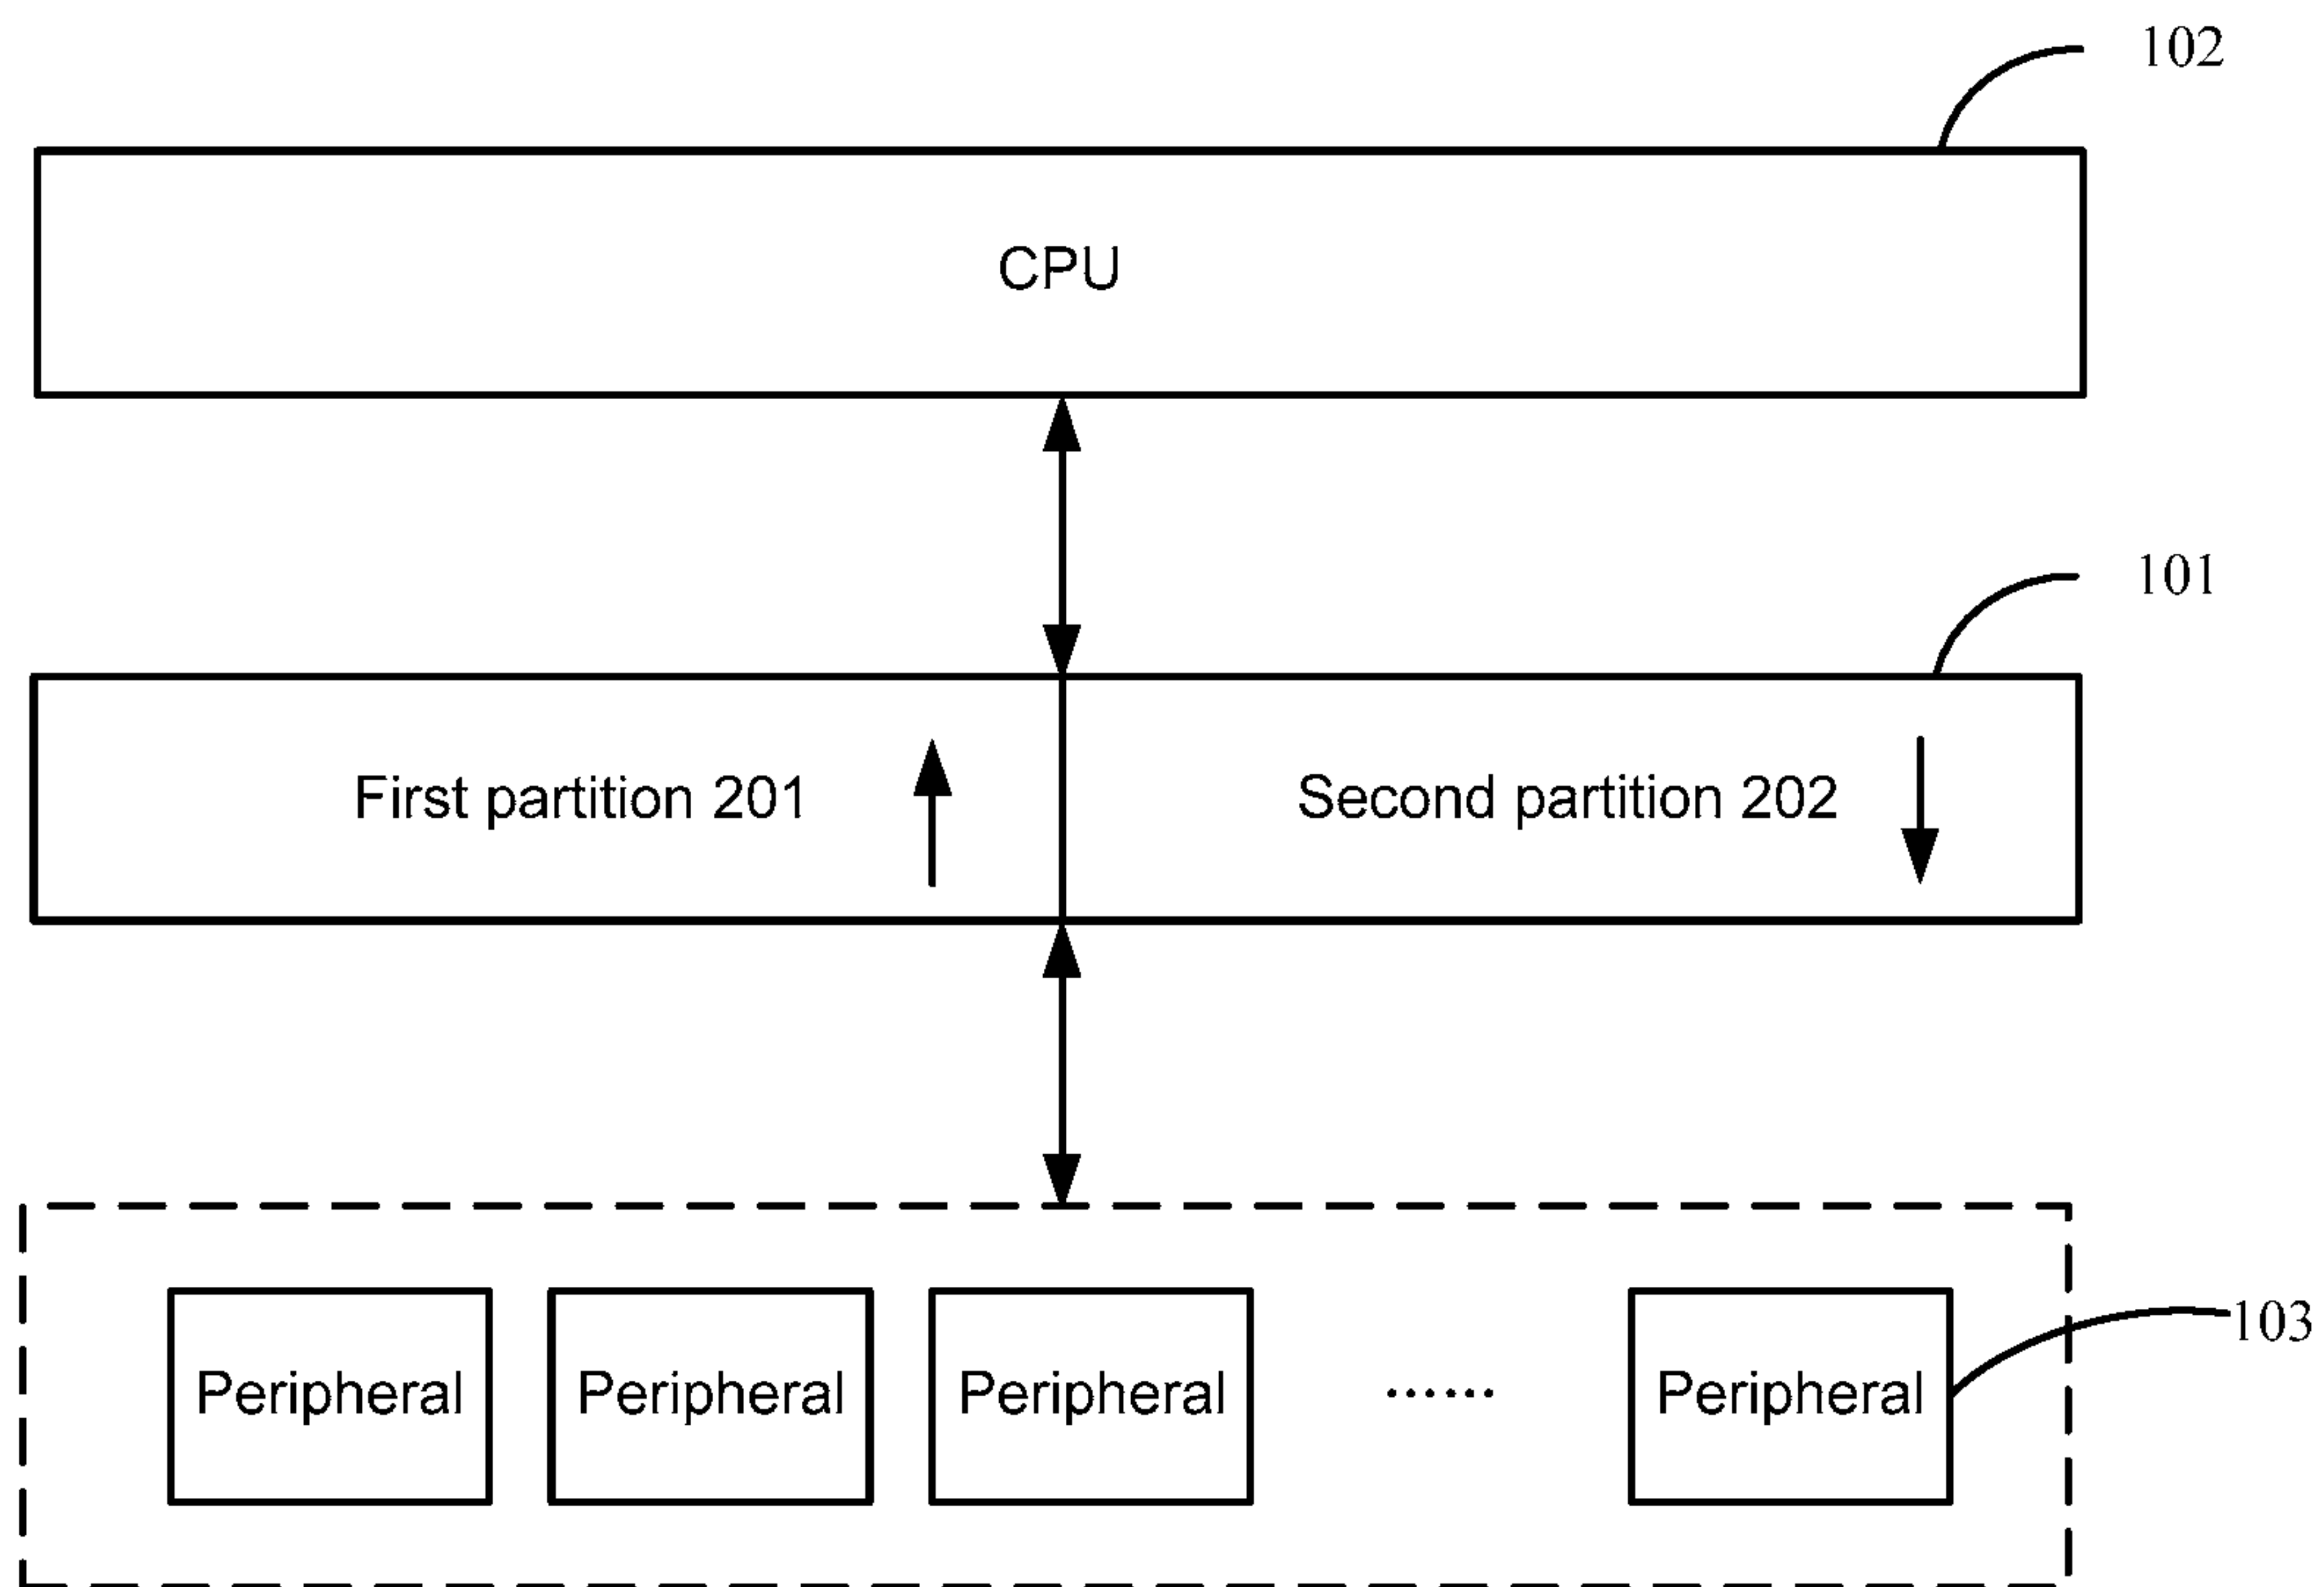 102
CPU
101
First partition 201
Second partition 202
Peripheral
Peripheral
Peripheral
......
Peripheral
103